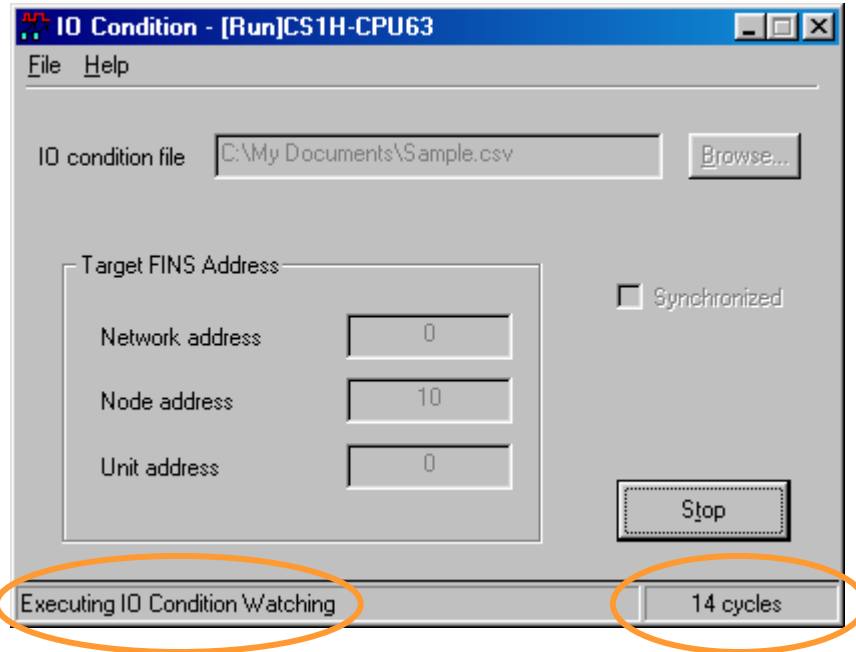 IO Condition - [Run]CS1H-CPU63
File Help
IO condition file C:\My Documents\Sample.csv Browse...
Target FINS Address
Synchronized
Network address 0
Node address 10
Unit address 0
Stop
Executing IO Condition Watching 14 cycles